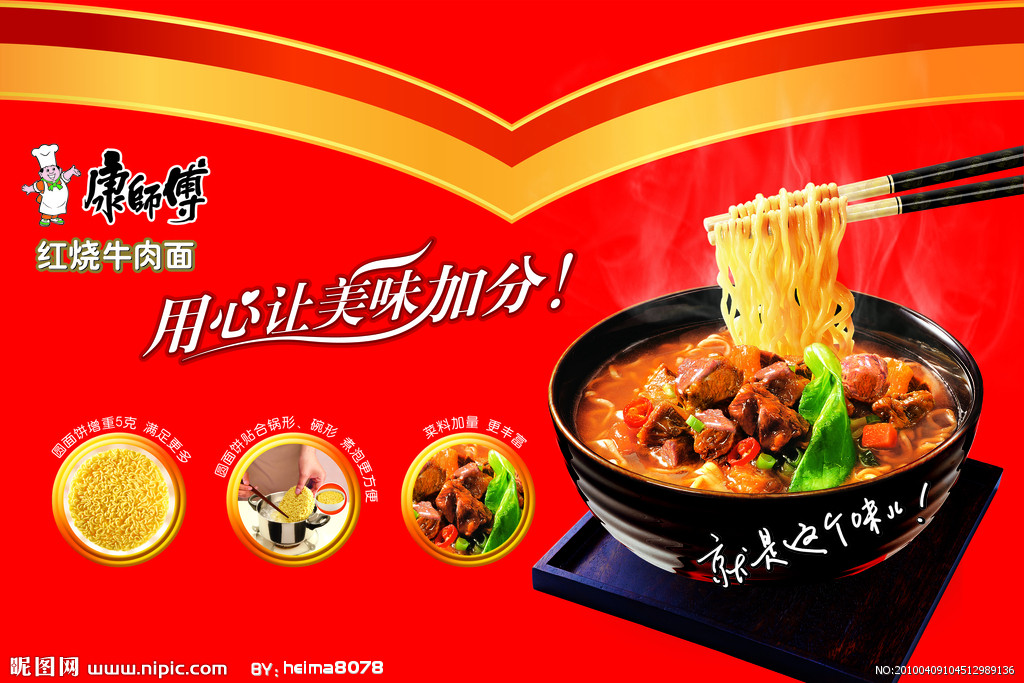 康師傅
红烧牛肉面
用心让美味加分!
圆面饼增重5克 满足更多
圆面饼贴合锅形、碗形 煮泡更方便
菜料加量 更丰富
就是这个味儿!
昵图网 www.nipic.com BY: helma8078
NO:20100409104512989136